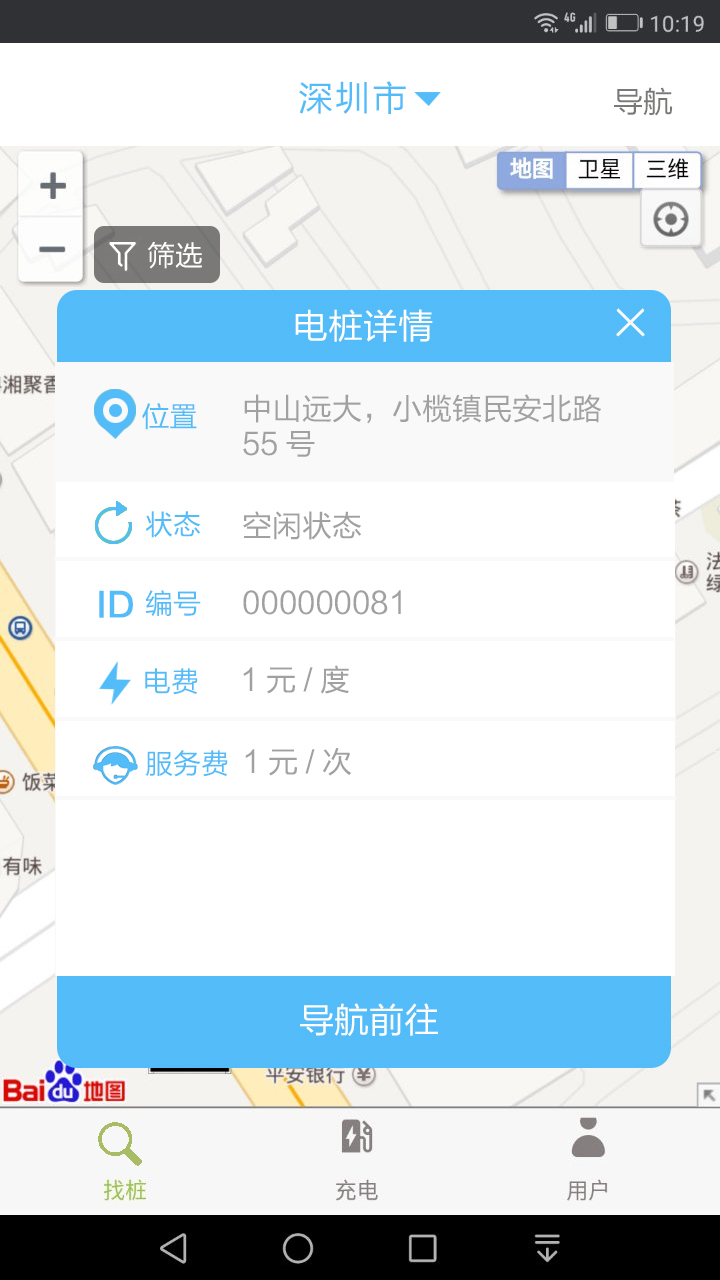 4G 10:19
深圳市
导航
+
地图 卫星 三维
−
筛选
电桩详情
湘聚香
位置 中山远大，小榄镇民安北路
55 号
状态 空闲状态
法
绿
ID 编号 000000081
电费 1 元 / 度
服务费 1 元 / 次
饭菜
有味
导航前往
平安银行
Bai du 地图
找桩 充电 用户